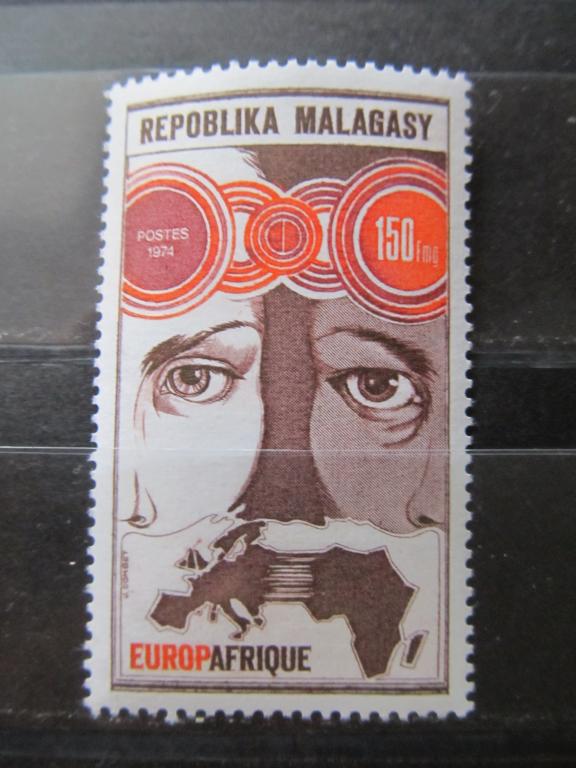 REPOBLIKA MALAGASY
POSTES
1974
150 fmg
EUROPAFRIQUE